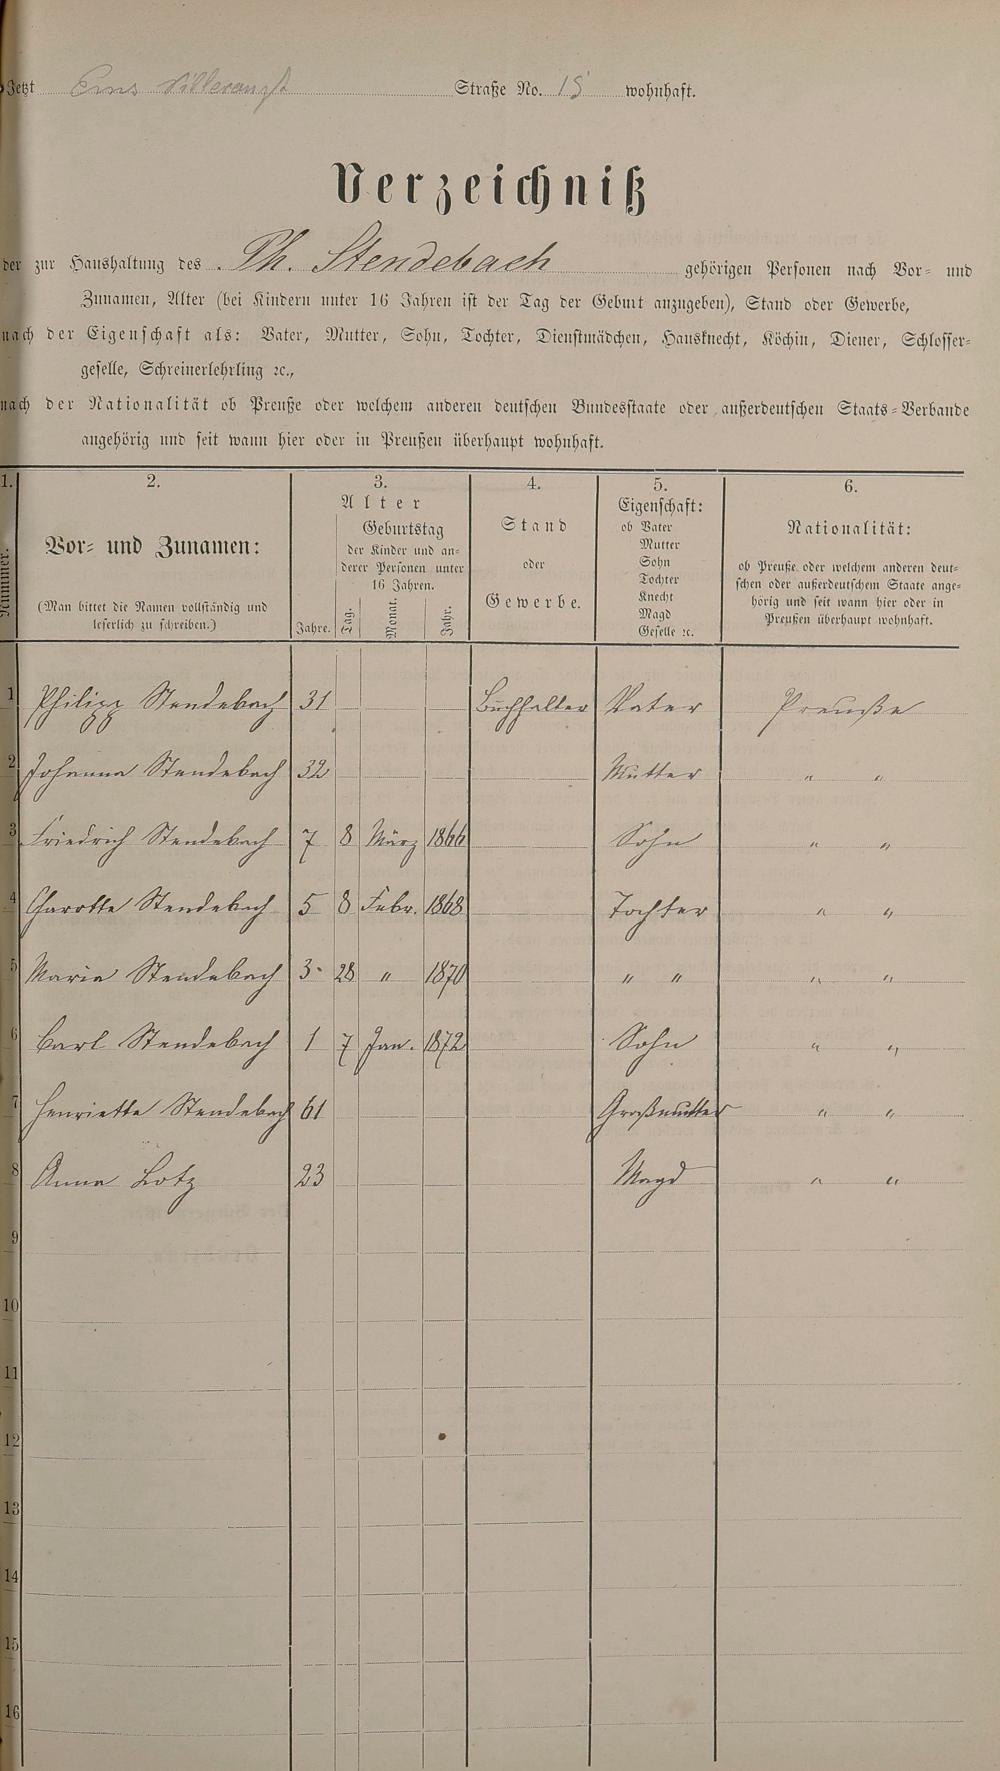 Jetzt Ems Straße No. 15 wohnhaft.
Verzeichniß
der zur Haushaltung des Ph. Stendebach gehörigen Personen nach Vor- und
Zunamen, Alter (bei Kindern unter 16 Jahren ist der Tag der Geburt anzugeben), Stand oder Gewerbe,
nach der Eigenschaft als: Vater, Mutter, Sohn, Tochter, Dienstmädchen, Hausknecht, Köchin, Diener, Schlosser-
geselle, Schreinerlehrling ꝛc.,
nach der Nationalität ob Preuße oder welchem anderen deutschen Bundesstaate oder außerdeutschen Staats-Verbande
angehörig und seit wann hier oder in Preußen überhaupt wohnhaft.
1. 2. 3. 4. 5. 6.
Nummer.
Vor- und Zunamen:
(Man bittet die Namen vollständig und
leserlich zu schreiben.)
Alter
Jahre.
Geburtstag
der Kinder und an-
derer Personen unter
16 Jahren.
Tag. Monat. Jahr.
Stand
oder
Gewerbe.
Eigenschaft:
ob Vater
Mutter
Sohn
Tochter
Knecht
Magd
Geselle ꝛc.
Nationalität:
ob Preuße oder welchem anderen deut-
schen oder außerdeutschem Staate ange-
hörig und seit wann hier oder in
Preußen überhaupt wohnhaft.
1 Philipp Stendebach 31 Buchhalter Vater Preuße
2 Johanna Stendebach 32 Mutter " "
3 Friedrich Stendebach 7 8 März 1866 Sohn " "
4 Charotte Stendebach 5 8 Febr. 1868 Tochter " "
5 Maria Stendebach 3 28 " 1870 " " " "
6 Carl Stendebach 1 7 Jan. 1872 Sohn " "
7 Henriette Stendebach 61 Großmutter " "
8 Anna Lotz 23 Magd " "
9
10
11
12
13
14
15
16